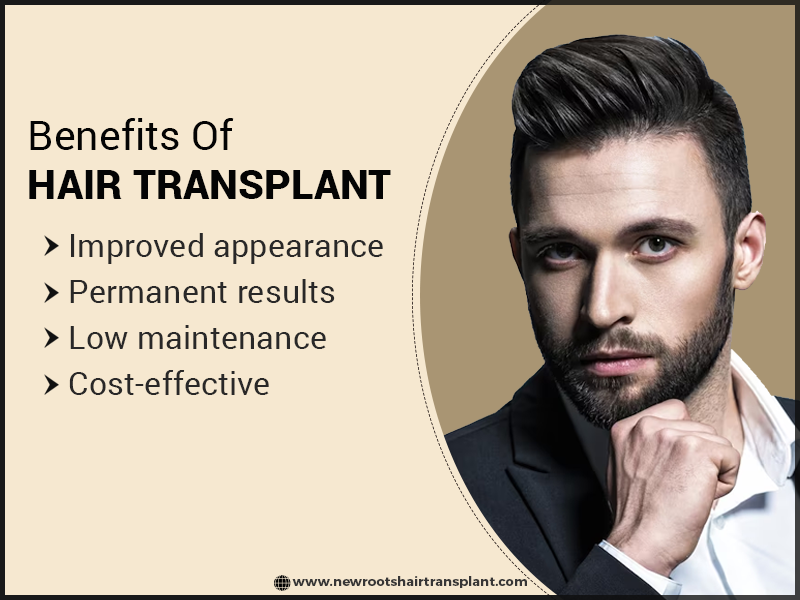 Benefits Of
HAIR TRANSPLANT
Improved appearance
Permanent results
Low maintenance
Cost-effective
www.newrootshairtransplant.com